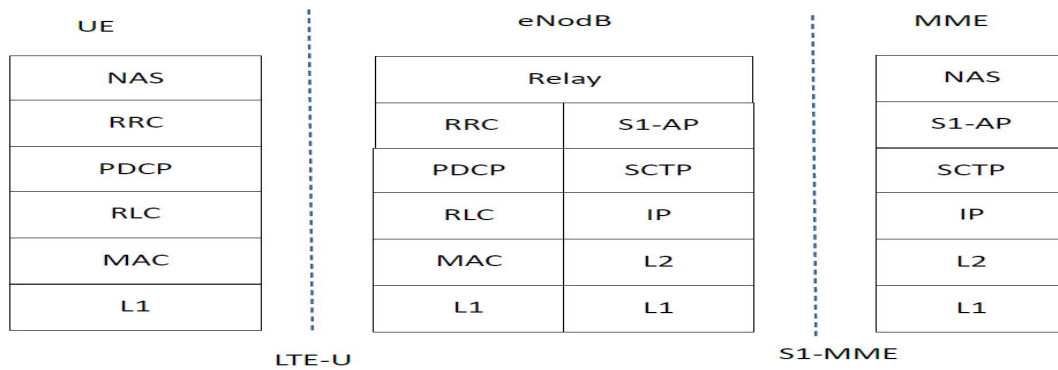 UE eNodB MME
NAS Relay NAS
RRC RRC S1-AP S1-AP
PDCP PDCP SCTP SCTP
RLC RLC IP IP
MAC MAC L2 L2
L1 L1 L1 L1
LTE-U S1-MME